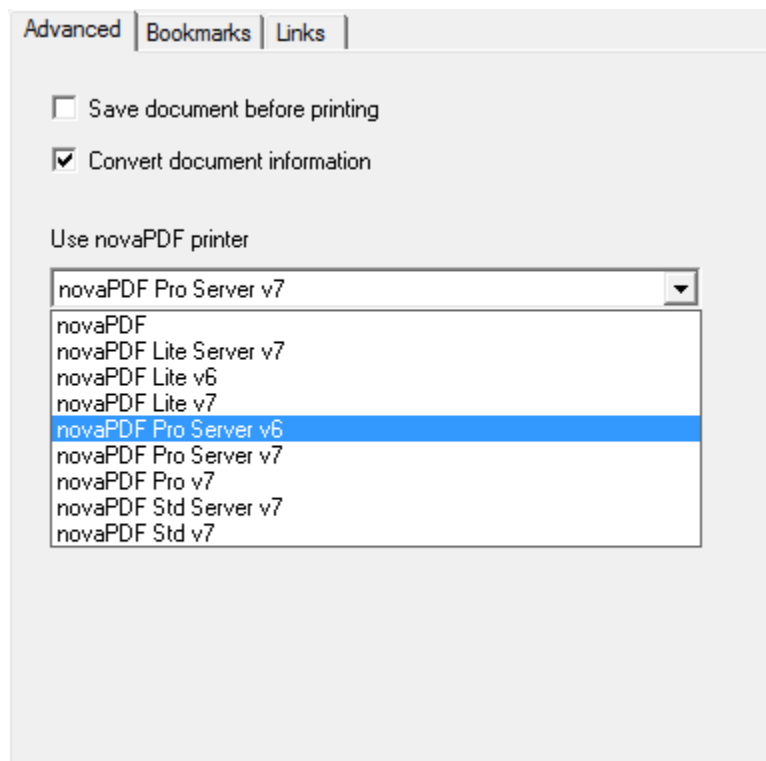 Advanced Bookmarks Links
Save document before printing
Convert document information
Use novaPDF printer
novaPDF Pro Server v7
novaPDF
novaPDF Lite Server v7
novaPDF Lite v6
novaPDF Lite v7
novaPDF Pro Server v6
novaPDF Pro Server v7
novaPDF Pro v7
novaPDF Std Server v7
novaPDF Std v7